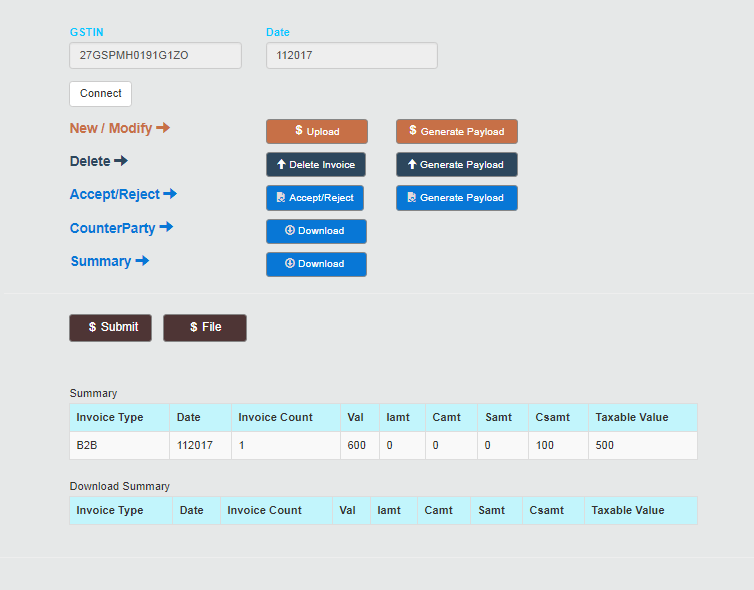 GSTIN Date
27GSPMH0191G1ZO 112017
Connect
New / Modify Upload Generate Payload
Delete Delete Invoice Generate Payload
Accept/Reject Accept/Reject Generate Payload
CounterParty Download
Summary Download
$ Submit $ File
Summary
Invoice Type Date Invoice Count Val Iamt Camt Samt Csamt Taxable Value
B2B 112017 1 600 0 0 0 100 500
Download Summary
Invoice Type Date Invoice Count Val Iamt Camt Samt Csamt Taxable Value